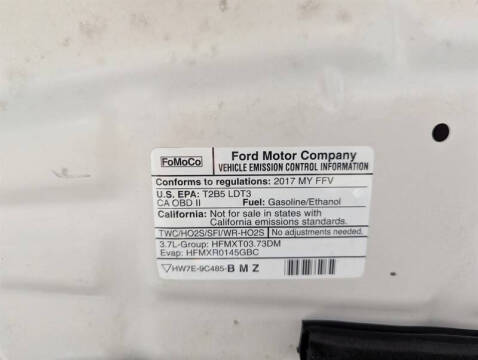 FoMoCo
Ford Motor Company
VEHICLE EMISSION CONTROL INFORMATION
Conforms to regulations: 2017 MY FFV
U.S. EPA: T2B5 LDT3
CA OBD II Fuel: Gasoline/Ethanol
California: Not for sale in states with
California emissions standards.
TWC/HO2S/SFI/WR-HO2S No adjustments needed.
3.7L-Group: HFMXT03.73DM
Evap: HFMXR0145GBC
HW7E-9C485-BMZ